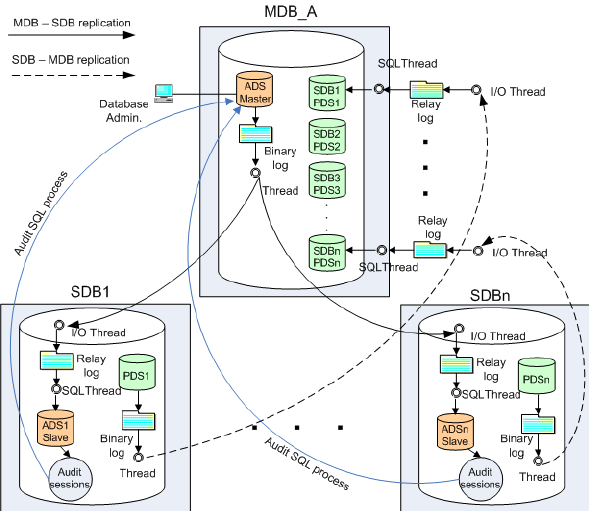 MDB_A
MDB – SDB replication
SDB – MDB replication
SQLThread
ADS
Master
SDB1
PDS1
I/O Thread
Relay
log
Database
Admin.
SDB2
PDS2
Binary
log
SDB3
PDS3
Thread
Audit SQL process
Relay
log
SDBn
PDSn
I/O Thread
SQLThread
SDB1
SDBn
I/O Thread
Relay
log
PDS1
SQLThread
ADS1
Slave
Binary
log
Audit
sessions
Thread
Audit SQL process
I/O Thread
Relay
log
PDSn
SQLThread
ADSn
Slave
Binary
log
Audit
sessions
Thread